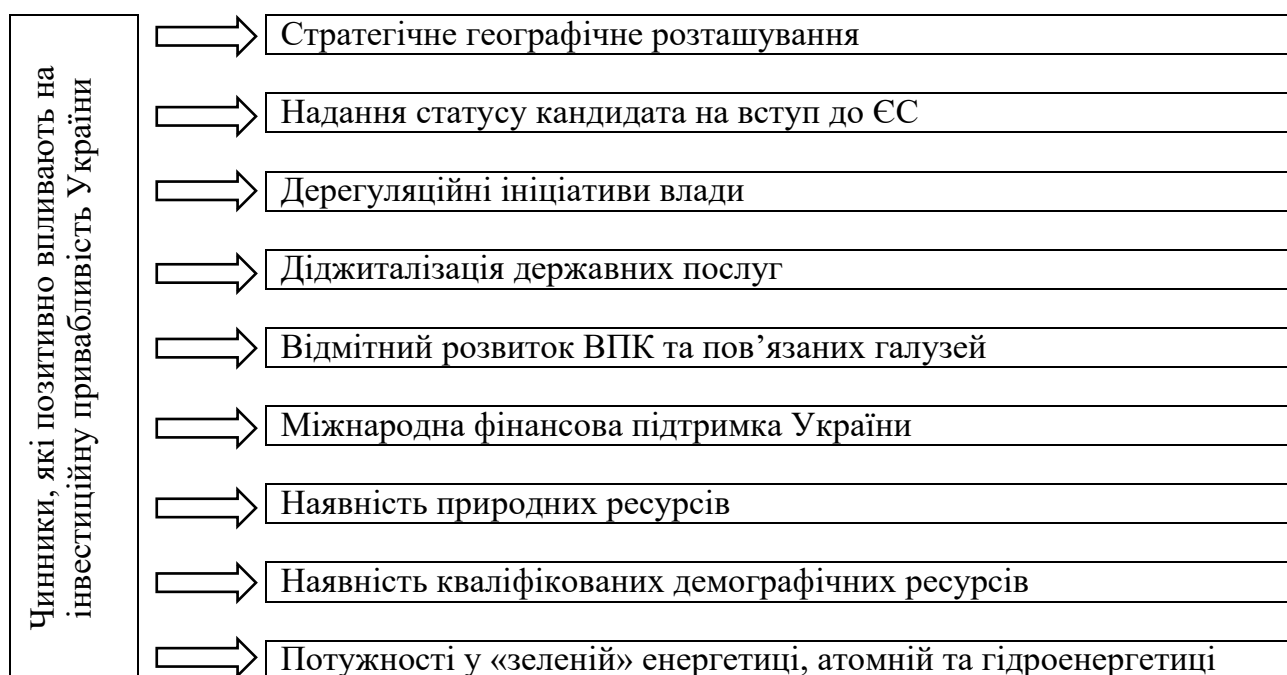 Чинники, які позитивно впливають на
інвестиційну привабливість України
Стратегічне географічне розташування
Надання статусу кандидата на вступ до ЄС
Дерегуляційні ініціативи влади
Діджиталізація державних послуг
Відмітний розвиток ВПК та пов’язаних галузей
Міжнародна фінансова підтримка України
Наявність природних ресурсів
Наявність кваліфікованих демографічних ресурсів
Потужності у «зеленій» енергетиці, атомній та гідроенергетиці